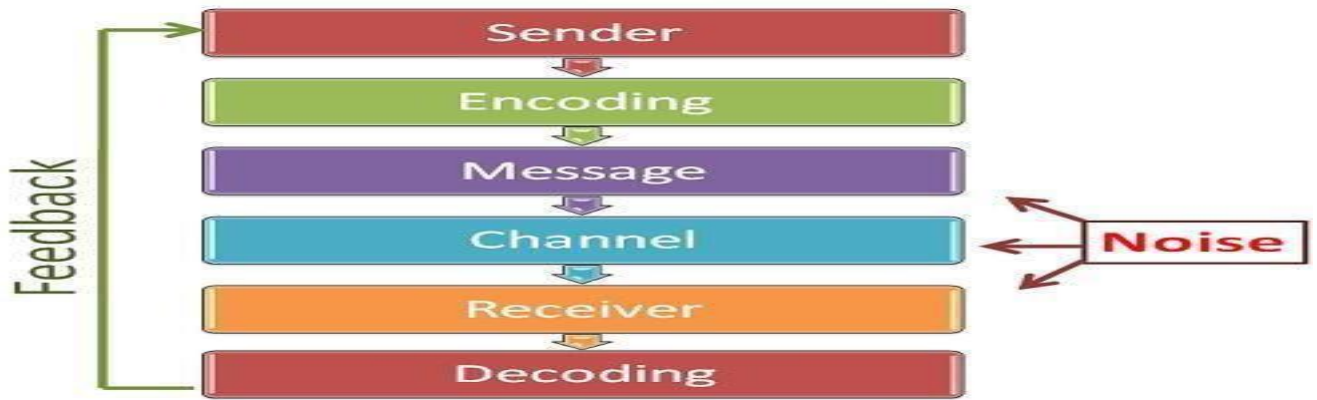 Sender
Encoding
Message
Channel
Receiver
Decoding
Feedback
Noise